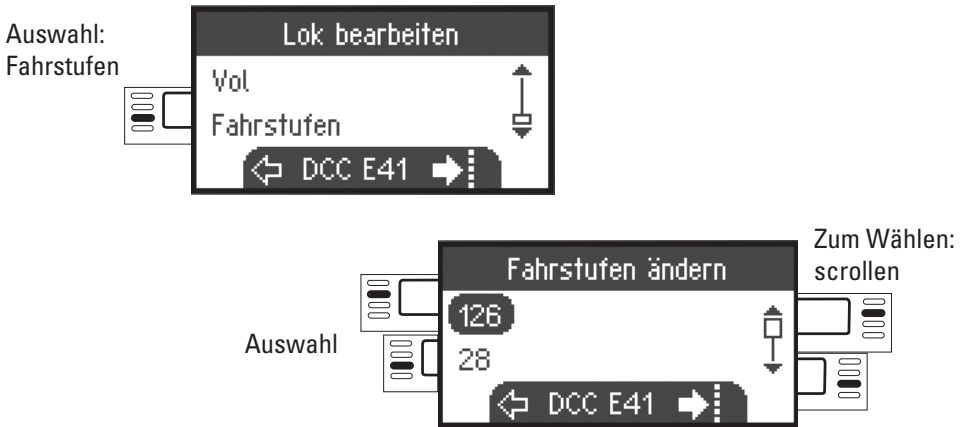 Auswahl:
Fahrstufen
Lok bearbeiten
Vol
Fahrstufen
DCC E41
Zum Wählen:
scrollen
Fahrstufen ändern
126
Auswahl
28
DCC E41